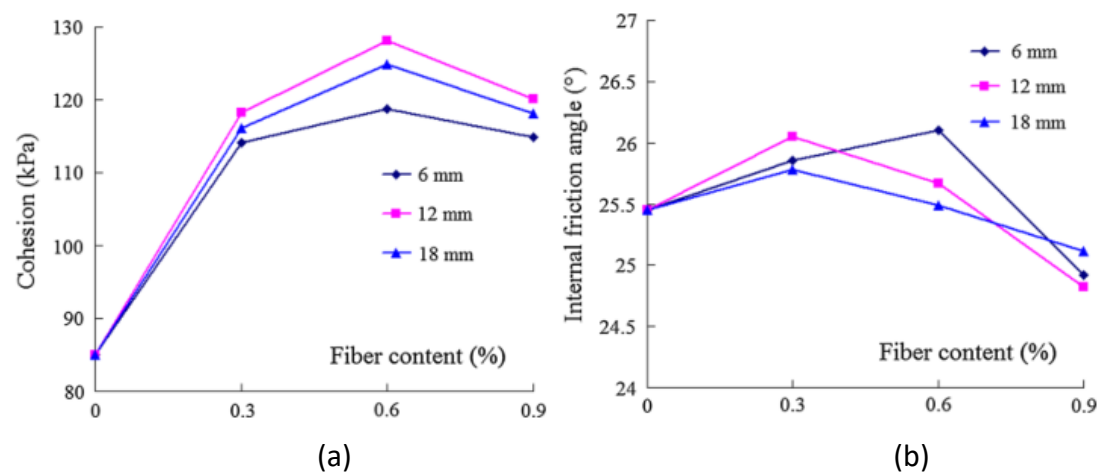 130
120
110
100
90
80
Cohesion (kPa)
6 mm
12 mm
18 mm
Fiber content (%)
0
0.3
0.6
0.9
(a)
27
26.5
26
25.5
25
24.5
24
Internal friction angle (°)
6 mm
12 mm
18 mm
Fiber content (%)
0
0.3
0.6
0.9
(b)